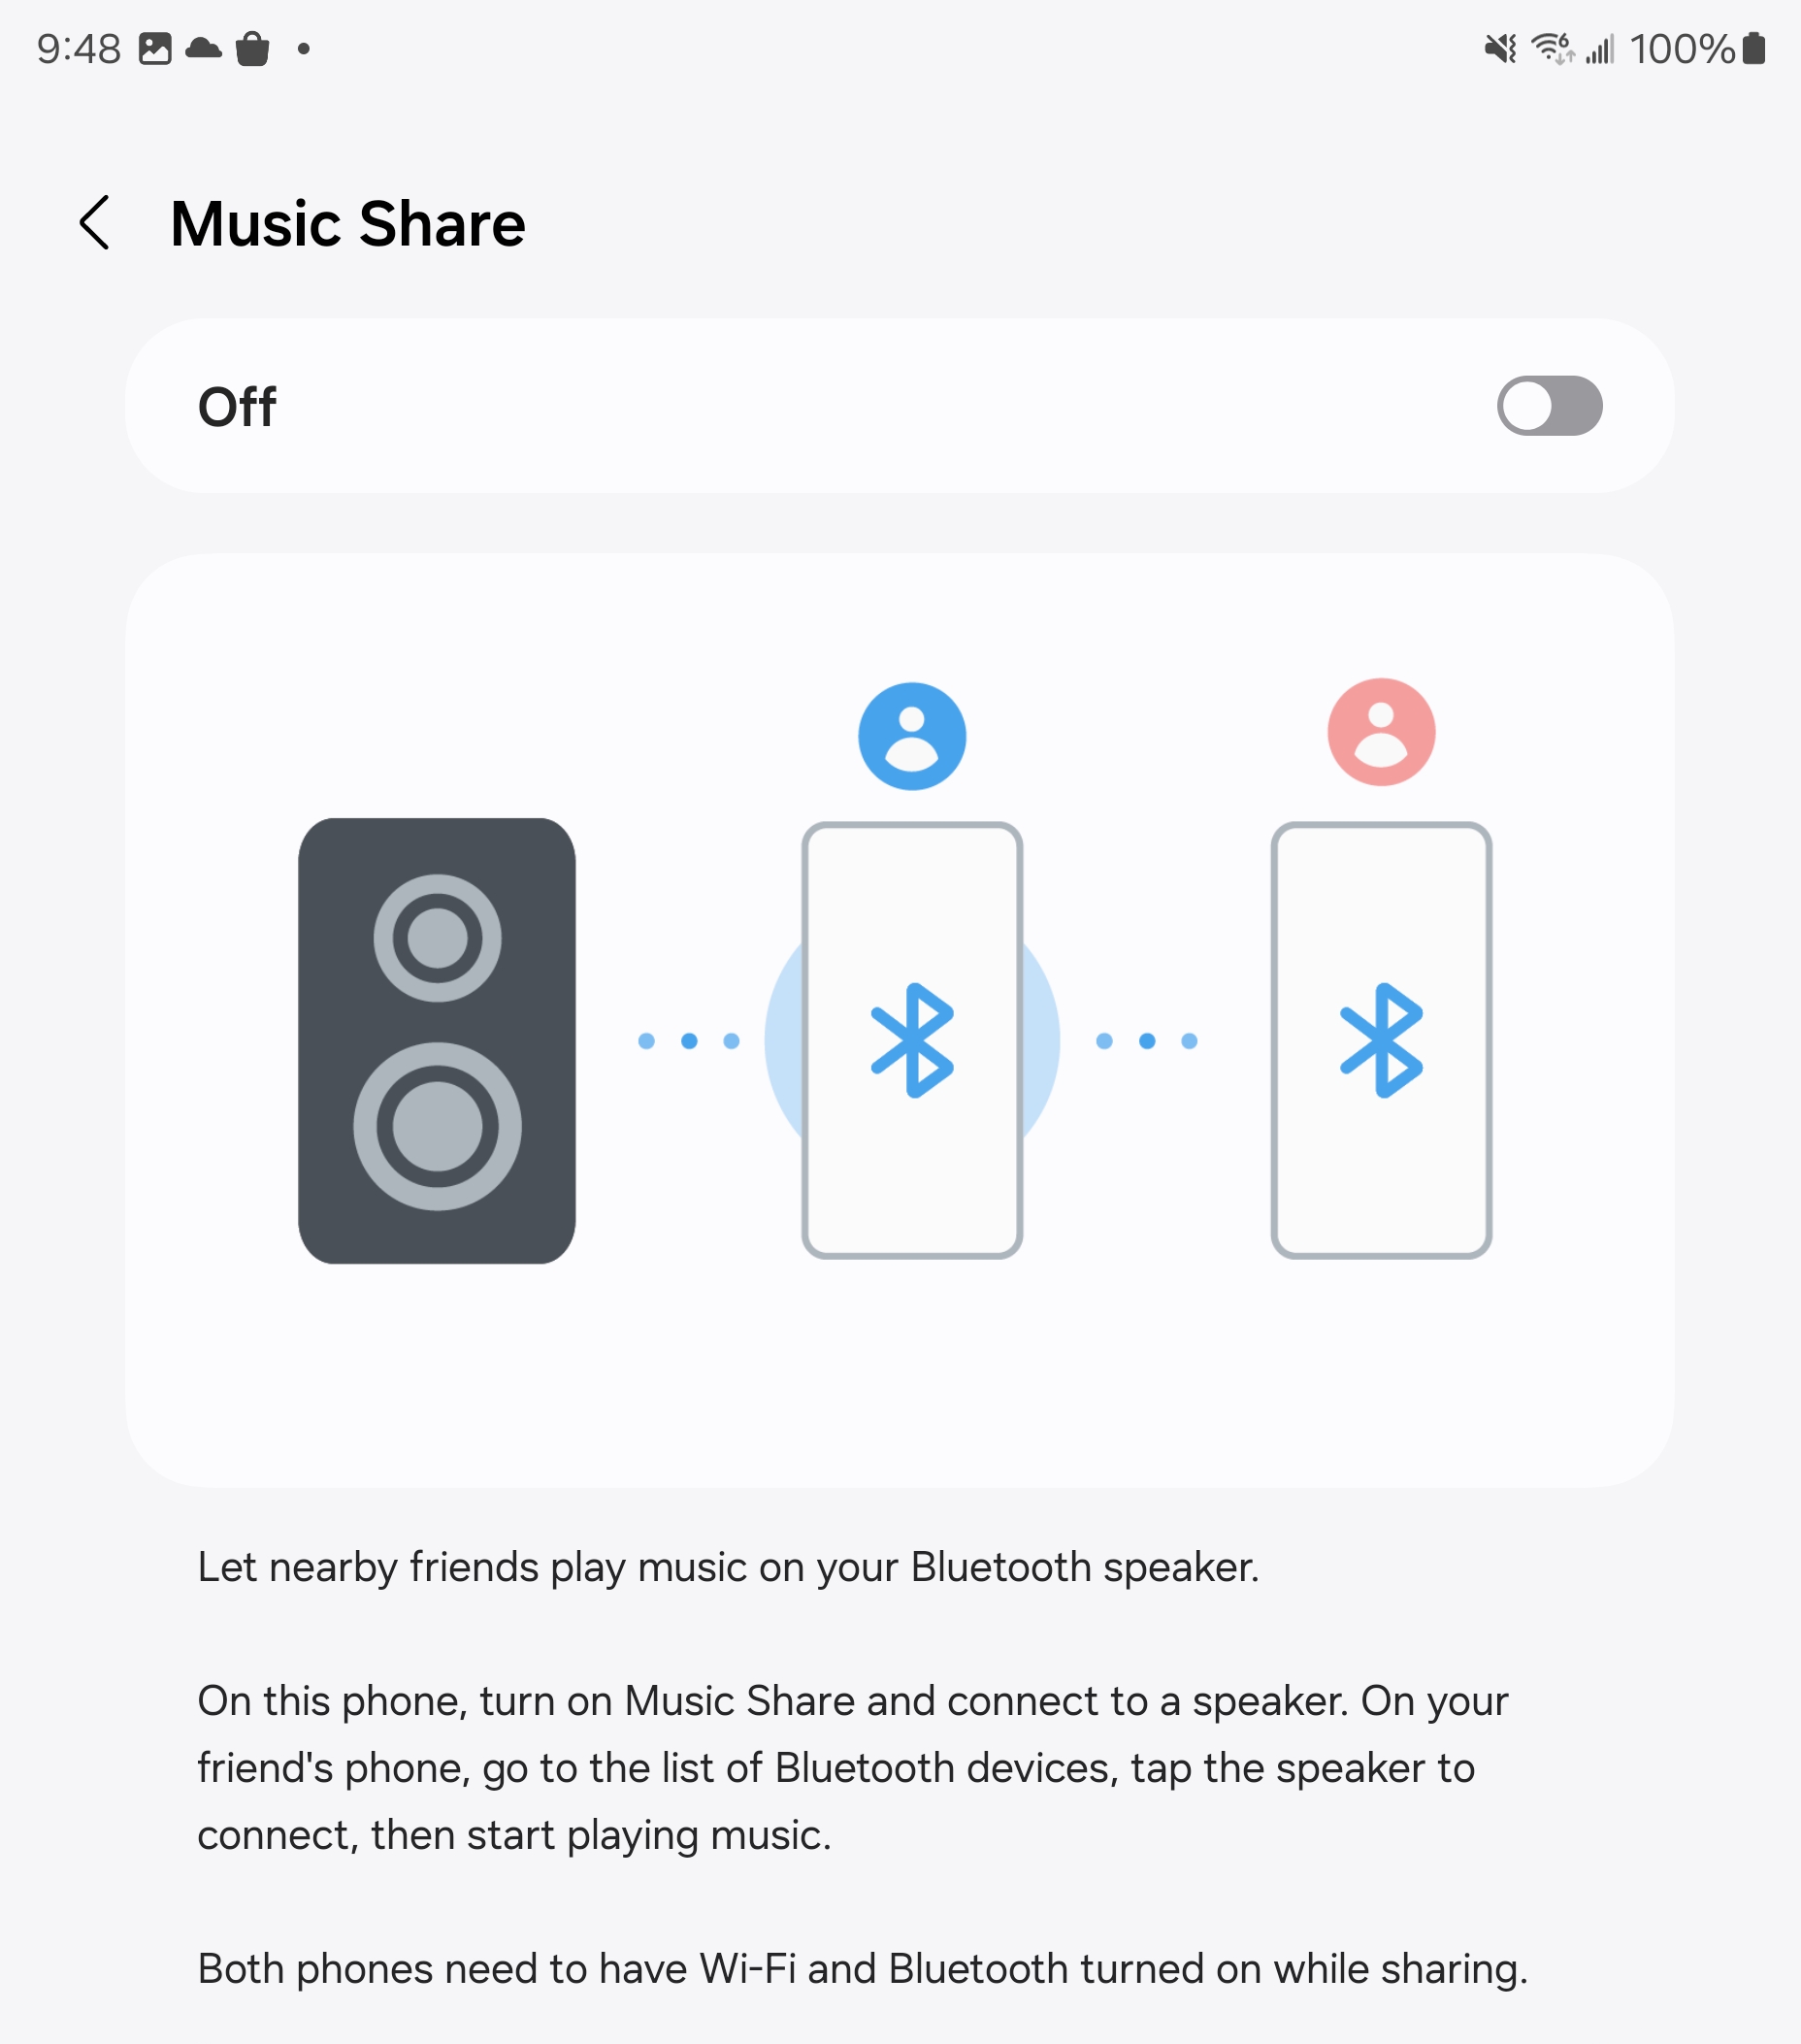 9:48
6
100%
Music Share
Off
Let nearby friends play music on your Bluetooth speaker.
On this phone, turn on Music Share and connect to a speaker. On your
friend's phone, go to the list of Bluetooth devices, tap the speaker to
connect, then start playing music.
Both phones need to have Wi-Fi and Bluetooth turned on while sharing.